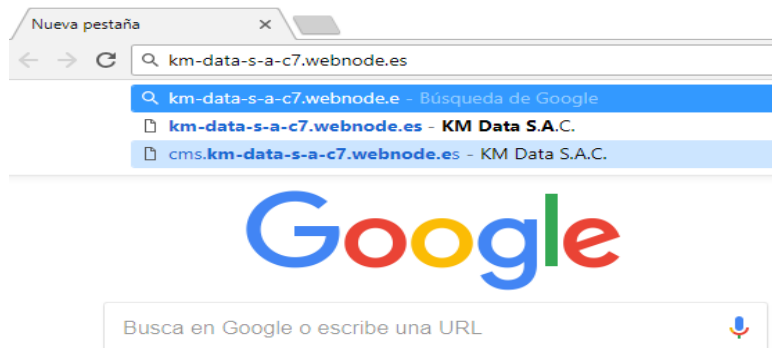 Nueva pestaña
km-data-s-a-c7.webnode.es
km-data-s-a-c7.webnode.e - Búsqueda de Google
km-data-s-a-c7.webnode.es - KM Data S.A.C.
cms.km-data-s-a-c7.webnode.es - KM Data S.A.C.
Google
Busca en Google o escribe una URL